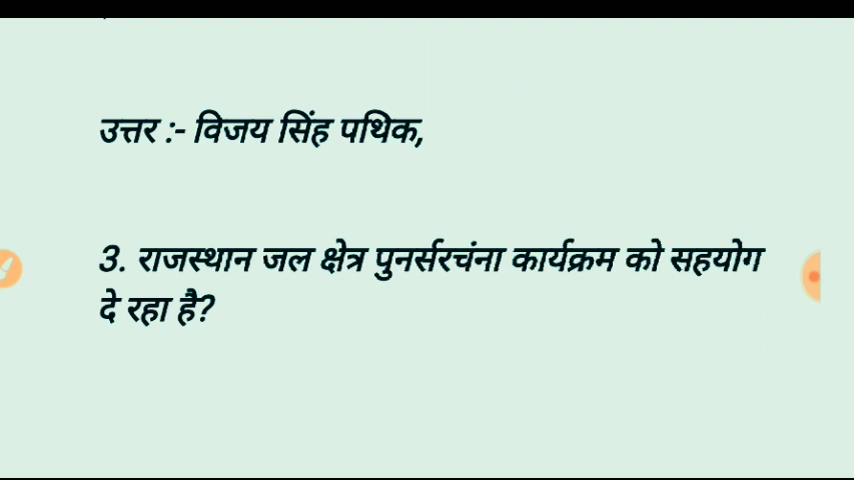 उत्तर :- विजय सिंह पथिक,
3. राजस्थान जल क्षेत्र पुनर्सरचंना कार्यक्रम को सहयोग
दे रहा है?